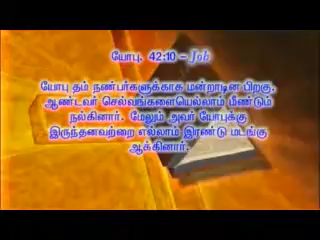 யோபு. 42:10 - Job
யோபு தம் நண்பர்களுக்காக மன்றாடின பிறகு,
ஆண்டவர் செல்வங்களையெல்லாம் மீண்டும்
நல்கினார். மேலும் அவர் யோபுக்கு
இருந்தனவற்றை எல்லாம் இரண்டு மடங்கு
ஆக்கினார்.